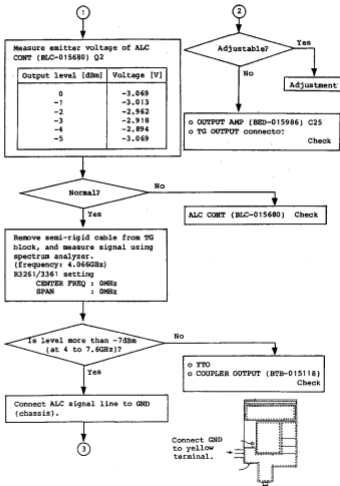 1
Measure emitter voltage of ALC
CONT (BLC-015680) Q2
Output level [dBm] Voltage [V]
0 -3.069
-1 -3.013
-2 -2.962
-3 -2.918
-4 -2.894
-5 -3.069
Normal?
No
Yes
ALC CONT (BLC-015680) Check
Remove semi-rigid cable from TG
block, and measure signal using
spectrum analyzer.
(frequency: 4.066GHz)
R3261/3361 setting
CENTER FREQ : 0MHz
SPAN : 0MHz
Is level more than -7dBm
(at 4 to 7.6GHz)?
No
Yes
o YTO
o COUPLER OUTPUT (BTB-015118)
Check
Connect ALC signal line to GND
(chassis).
3
2
Adjustable?
Yes
No
Adjustment
o OUTPUT AMP (BED-015986) C25
o TG OUTPUT connector
Check
Connect GND
to yellow
terminal.